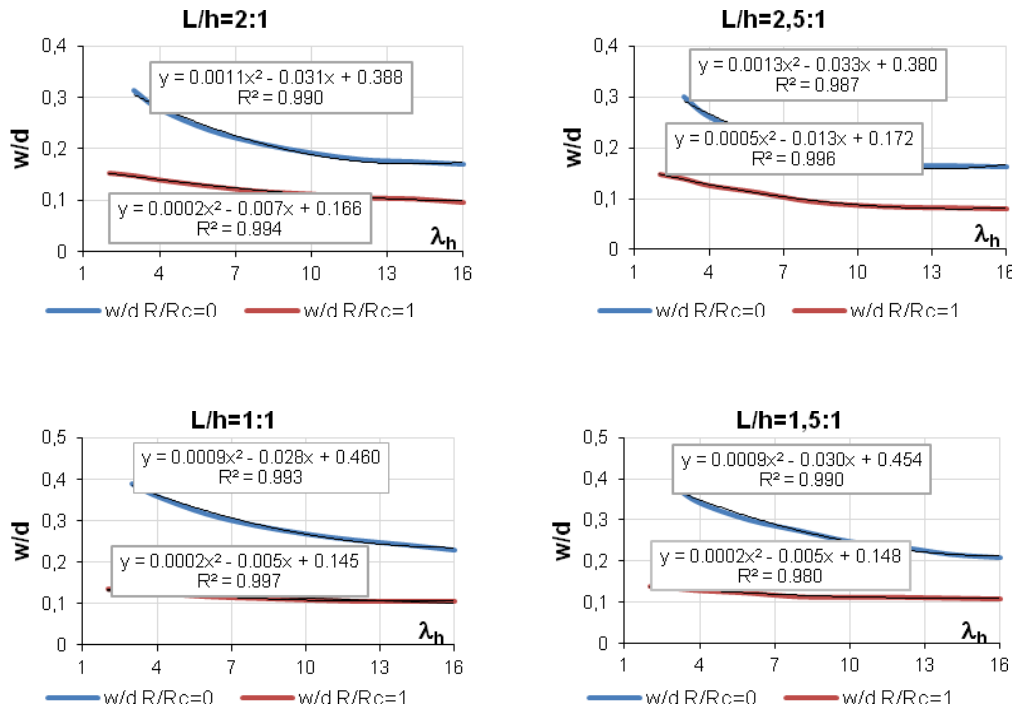 L/h=2:1
0,4
0,3
0,2
0,1
0
w/d
y = 0.0011x² - 0.031x + 0.388
R² = 0.990
y = 0.0002x² - 0.007x + 0.166
R² = 0.994
λh
1 4 7 10 13 16
w/d R/Rc=0 w/d R/Rc=1
L/h=2,5:1
0,4
0,3
0,2
0,1
0
w/d
y = 0.0013x² - 0.033x + 0.380
R² = 0.987
y = 0.0005x² - 0.013x + 0.172
R² = 0.996
λh
1 4 7 10 13 16
w/d R/Rc=0 w/d R/Rc=1
L/h=1:1
0,5
0,4
0,3
0,2
0,1
0
w/d
y = 0.0009x² - 0.028x + 0.460
R² = 0.993
y = 0.0002x² - 0.005x + 0.145
R² = 0.997
λh
1 4 7 10 13 16
w/d R/Rc=0 w/d R/Rc=1
L/h=1,5:1
0,5
0,4
0,3
0,2
0,1
0
w/d
y = 0.0009x² - 0.030x + 0.454
R² = 0.990
y = 0.0002x² - 0.005x + 0.148
R² = 0.980
λh
1 4 7 10 13 16
w/d R/Rc=0 w/d R/Rc=1